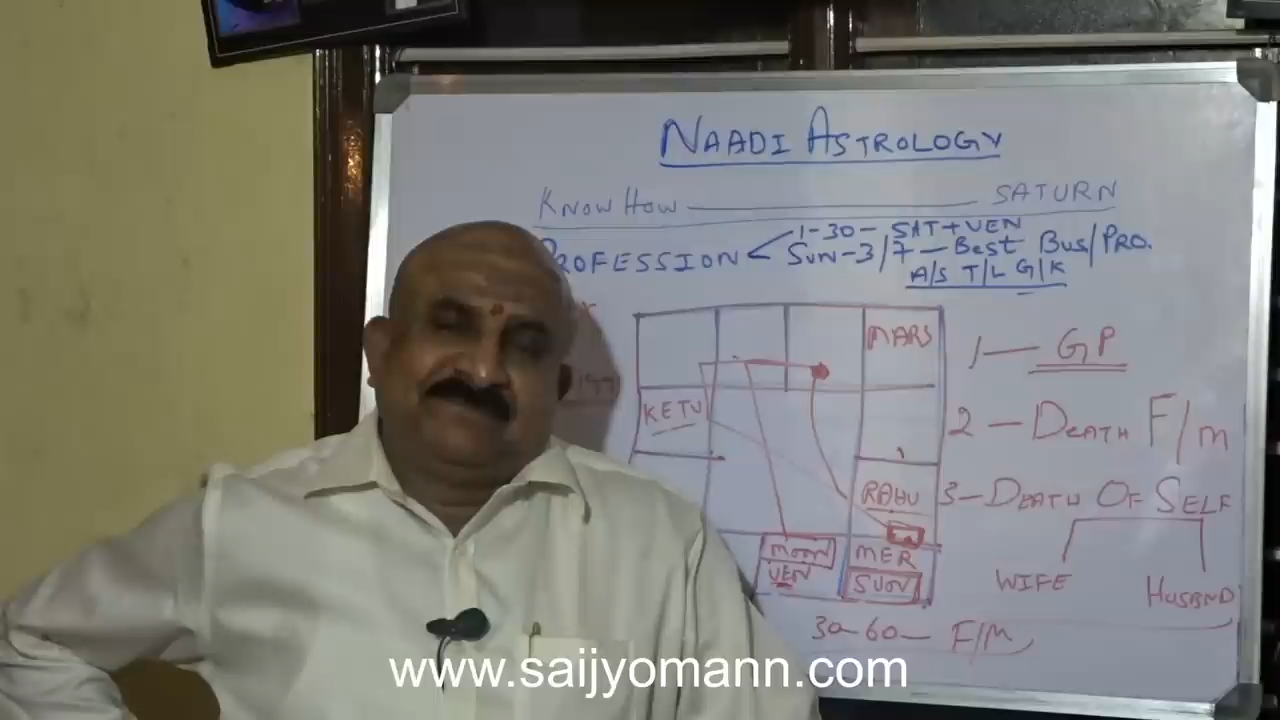 NAADI ASTROLOGY
KNOW HOW — SATURN
PROFESSION < 1-30- SAT+VEN
SUN-3/7-BEST BUS/PRO.
A/S T/L G/K
MARS
1 — GP
KETU
2 — DEATH F/M
RAHU
3-DEATH OF SELF
MOON
MER
VEN
SUN
WIFE
HUSBND
30-60- F/M
www.saijyomann.com